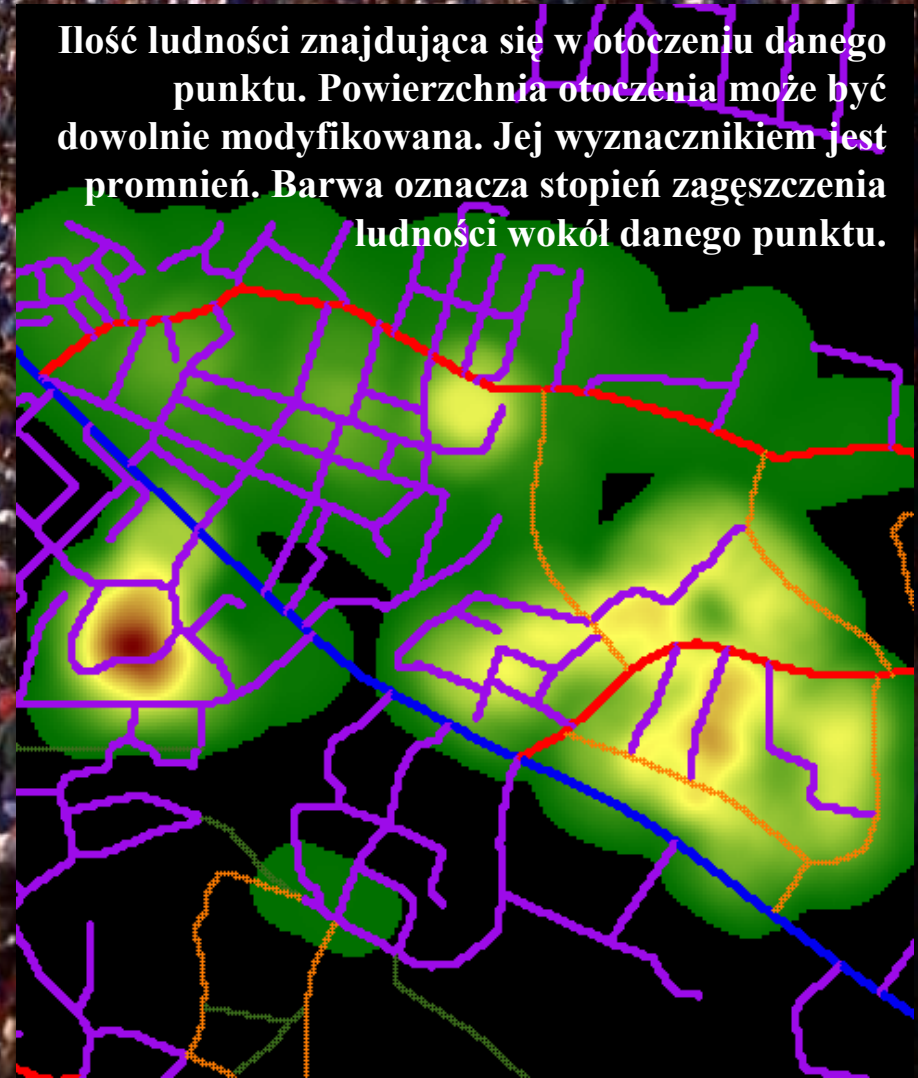 Ilość ludności znajdująca się w otoczeniu danego
punktu. Powierzchnia otoczenia może być
dowolnie modyfikowana. Jej wyznacznikiem jest
promnień. Barwa oznacza stopień zagęszczenia
ludności wokół danego punktu.